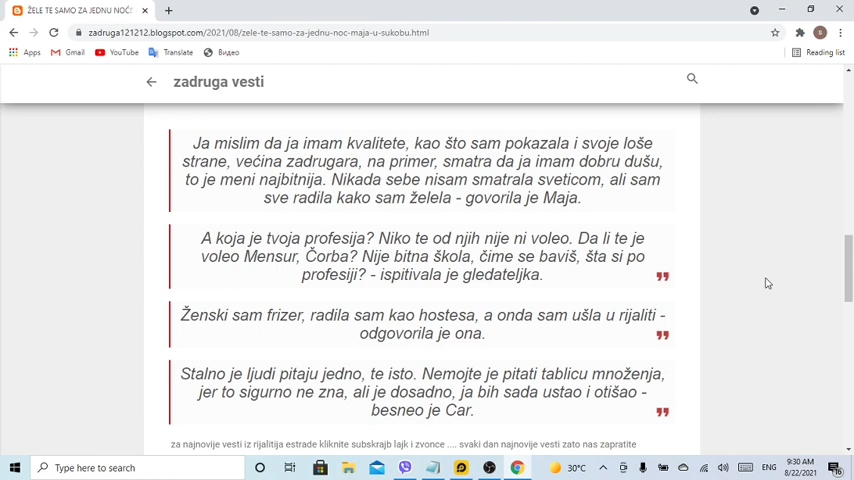 ŽELE TE SAMO ZA JEDNU NOĆ
zadruga121212.blogspot.com/2021/08/zele-te-samo-za-jednu-noc-maja-u-sukobu.html
B
Apps Gmail YouTube Translate Видео Reading list
zadruga vesti
Ja mislim da ja imam kvalitete, kao što sam pokazala i svoje loše
strane, većina zadrugara, na primer, smatra da ja imam dobru dušu,
to je meni najbitnija. Nikada sebe nisam smatrala sveticom, ali sam
sve radila kako sam želela - govorila je Maja.
A koja je tvoja profesija? Niko te od njih nije ni voleo. Da li te je
voleo Mensur, Čorba? Nije bitna škola, čime se baviš, šta si po
profesiji? - ispitivala je gledateljka.
Ženski sam frizer, radila sam kao hostesa, a onda sam ušla u rijaliti -
odgovorila je ona.
Stalno je ljudi pitaju jedno, te isto. Nemojte je pitati tablicu množenja,
jer to sigurno ne zna, ali je dosadno, ja bih sada ustao i otišao -
besneo je Car.
za najnovije vesti iz rijalitija estrade kliknite subskrajb lajk i zvonce .... svaki dan najnovije vesti zato nas zapratite
Type here to search
30°C
ENG
9:30 AM
8/22/2021
16